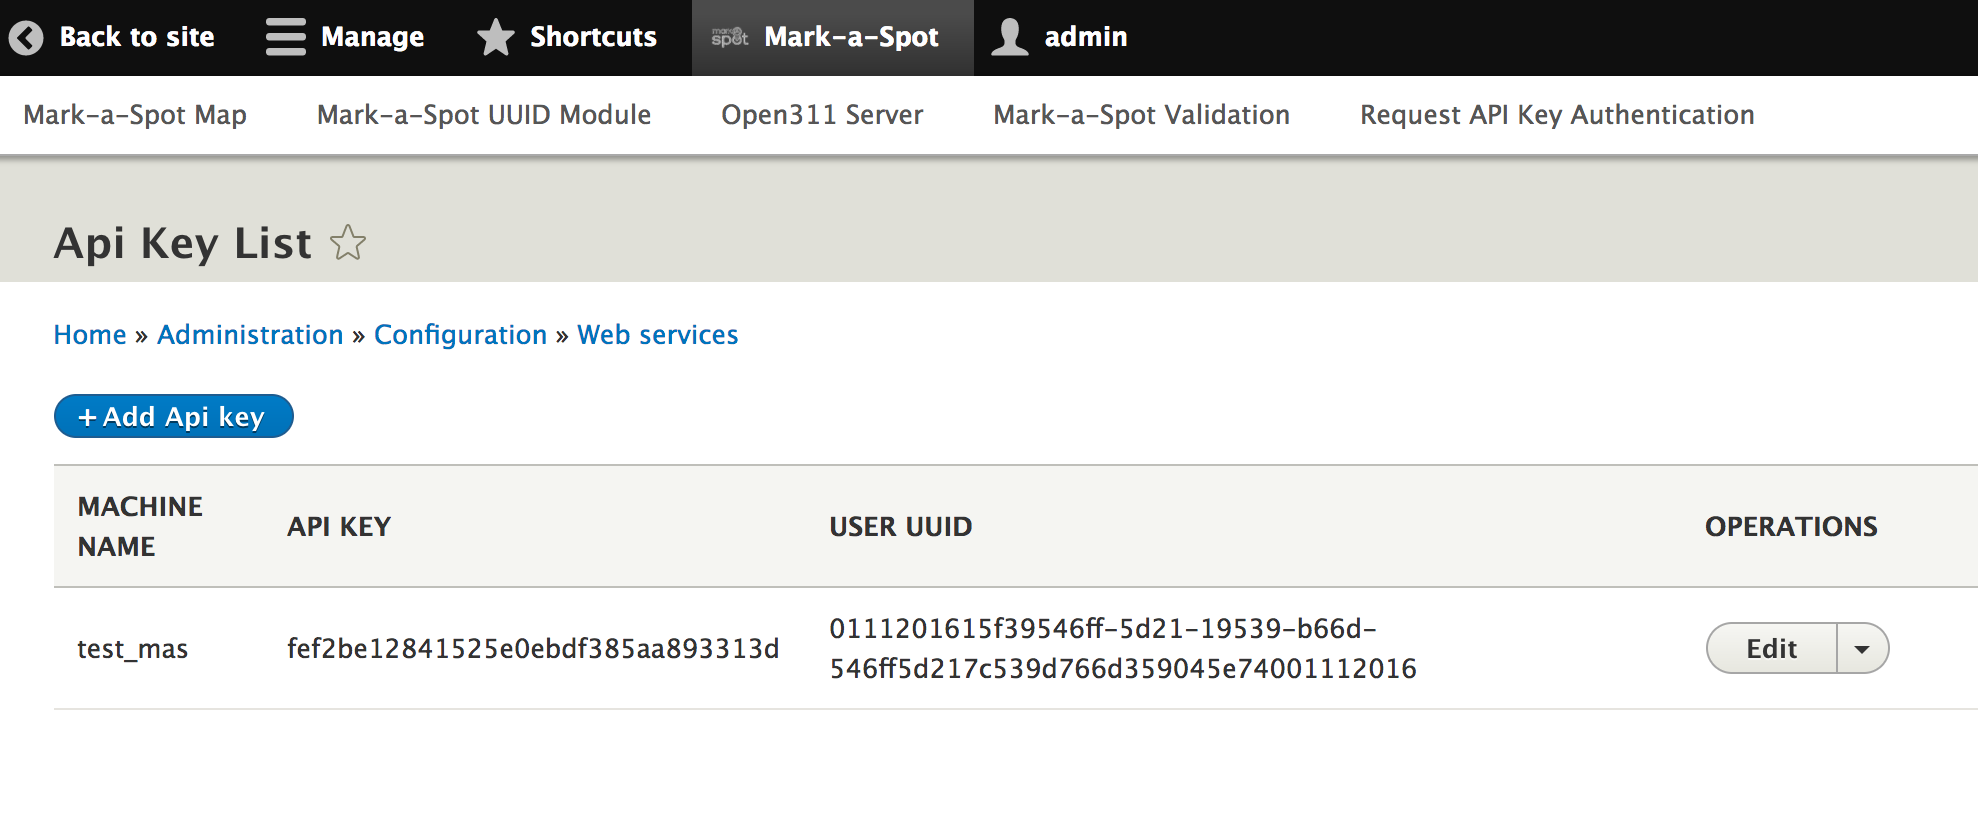 Back to site Manage Shortcuts mark a spot Mark-a-Spot admin
Mark-a-Spot Map Mark-a-Spot UUID Module Open311 Server Mark-a-Spot Validation Request API Key Authentication
Api Key List
Home » Administration » Configuration » Web services
+ Add Api key
MACHINE NAME API KEY USER UUID OPERATIONS
test_mas fef2be12841525e0ebdf385aa893313d 0111201615f39546ff-5d21-19539-b66d-
546ff5d217c539d766d359045e74001112016 Edit